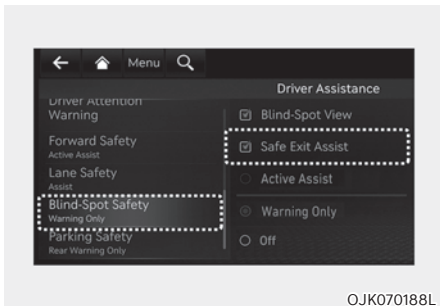 Menu
Driver Assistance
Driver Attention
Warning
Forward Safety
Active Assist
Lane Safety
Assist
Blind-Spot Safety
Warning Only
Parking Safety
Rear Warning Only
Blind-Spot View
Safe Exit Assist
Active Assist
Warning Only
Off
OJK070188L